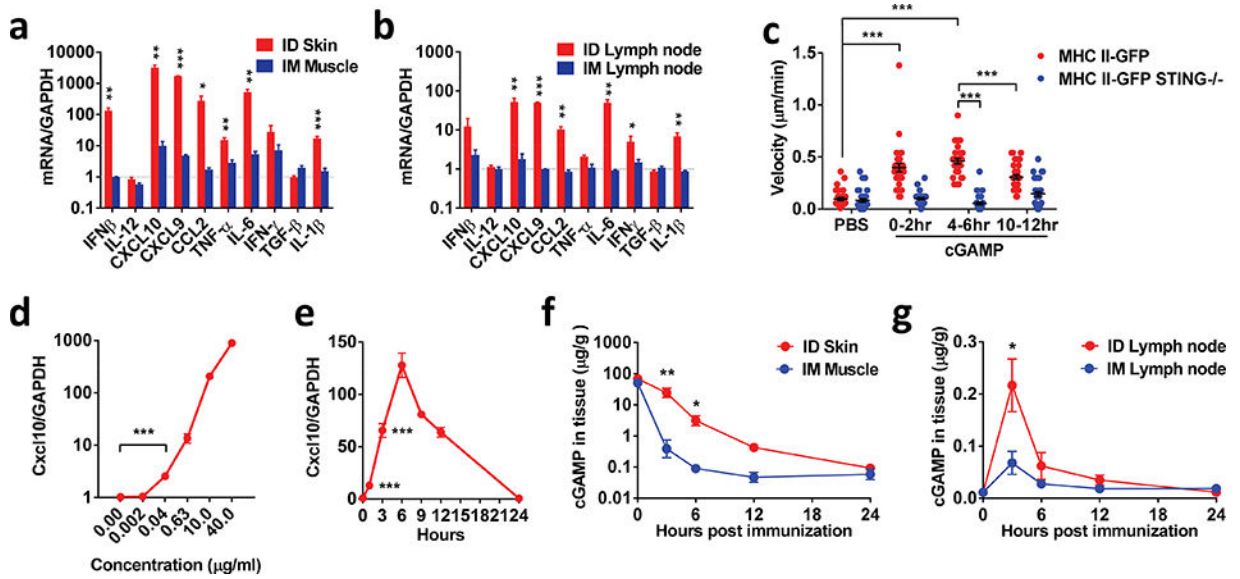 a
mRNA/GAPDH
10000
1000
100
10
1
0.1
ID Skin
IM Muscle
**
**
***
*
**
**
***
IFNβ
IL-12
CXCL10
CXCL9
CCL2
TNF-α
IL-6
IFN-γ
TGF-β
IL-1β
b
mRNA/GAPDH
1000
100
10
1
0.1
ID Lymph node
IM Lymph node
**
***
**
**
*
**
IFNβ
IL-12
CXCL10
CXCL9
CCL2
TNF-α
IL-6
IFN-γ
TGF-β
IL-1β
c
Velocity (μm/min)
2.0
1.5
1.0
0.5
0.0
***
***
***
***
MHC II-GFP
MHC II-GFP STING-/-
PBS
0-2hr
4-6hr
10-12hr
cGAMP
d
Cxcl10/GAPDH
1000
100
10
1
***
0.00
0.002
0.04
0.63
10.0
40.0
Concentration (μg/ml)
e
Cxcl10/GAPDH
150
100
50
0
***
***
0 3 6 9 12 15 18 21 24
Hours
f
cGAMP in tissue (μg/g)
1000
100
10
1
0.1
0.01
ID Skin
IM Muscle
**
*
0 6 12 18 24
Hours post immunization
g
cGAMP in tissue (μg/g)
0.3
0.2
0.1
0.0
ID Lymph node
IM Lymph node
*
0 6 12 18 24
Hours post immunization